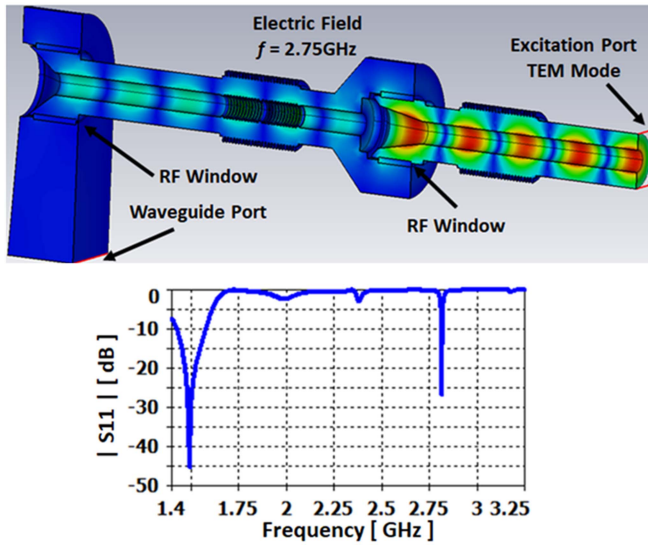 Electric Field
f = 2.75GHz
Excitation Port
TEM Mode
RF Window
Waveguide Port
RF Window
0
-10
-20
-30
-40
-50
| S11 | [ dB ]
1.4 1.75 2 2.25 2.5 2.75 3 3.25
Frequency [ GHz ]